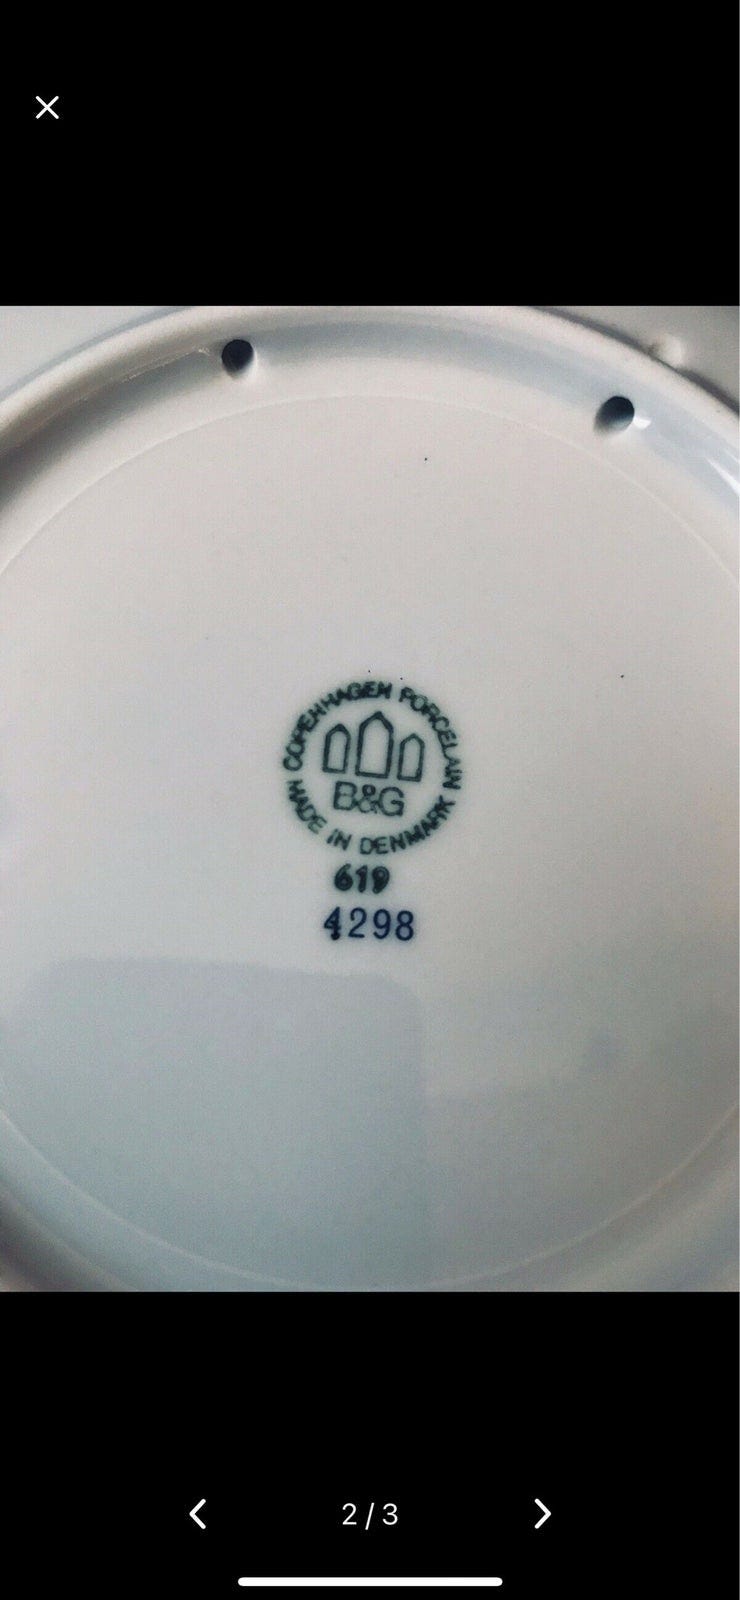 COPENHAGEN PORCELAIN
B&G
MADE IN DENMARK
619
4298
2 / 3